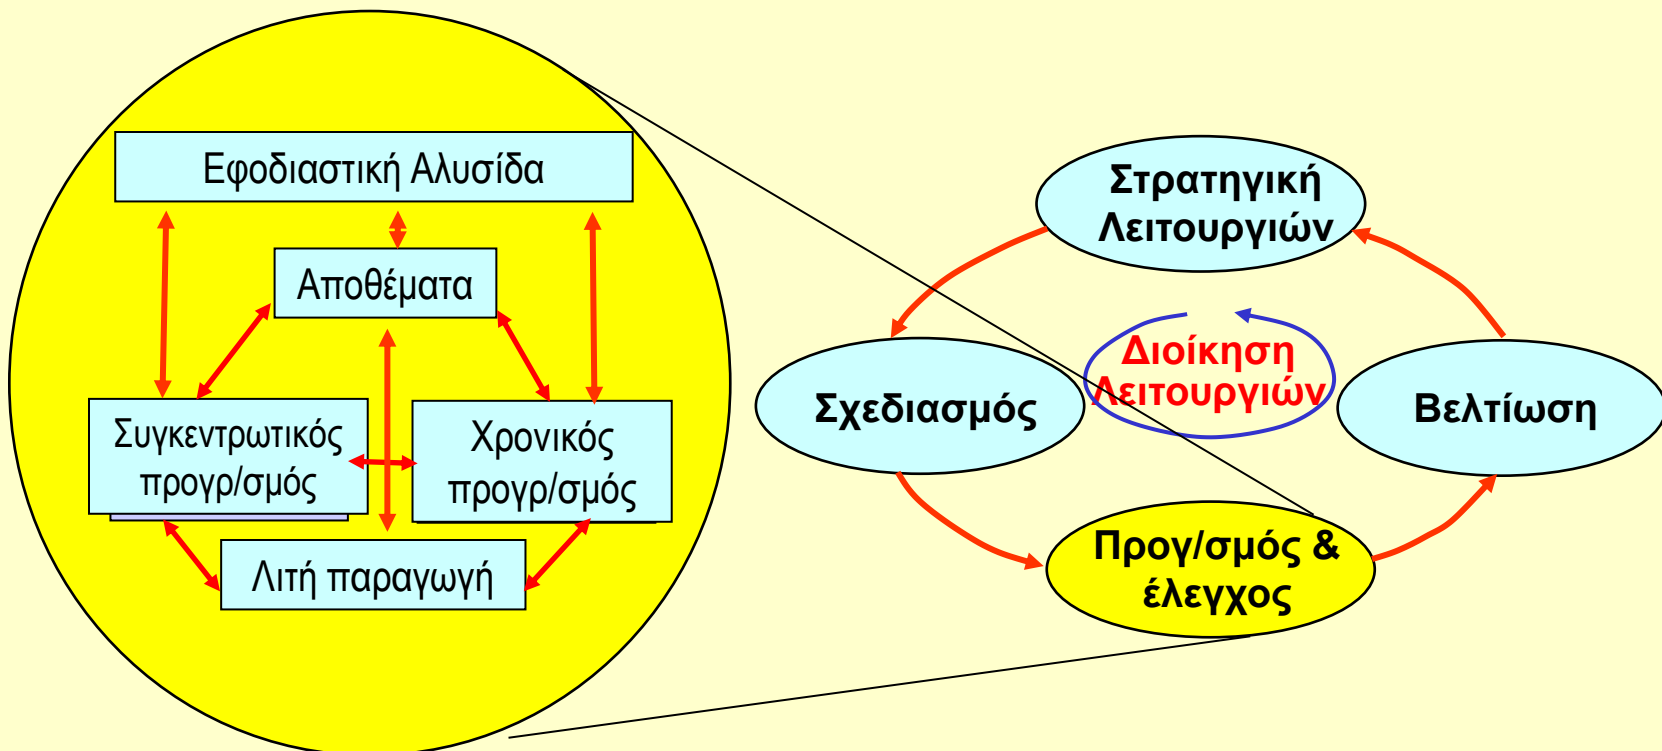 Εφοδιαστική Αλυσίδα
Αποθέματα
Συγκεντρωτικός
προγρ/σμός
Χρονικός
προγρ/σμός
Λιτή παραγωγή
Στρατηγική
Λειτουργιών
Σχεδιασμός
Διοίκηση
Λειτουργιών
Βελτίωση
Προγ/σμός &
έλεγχος